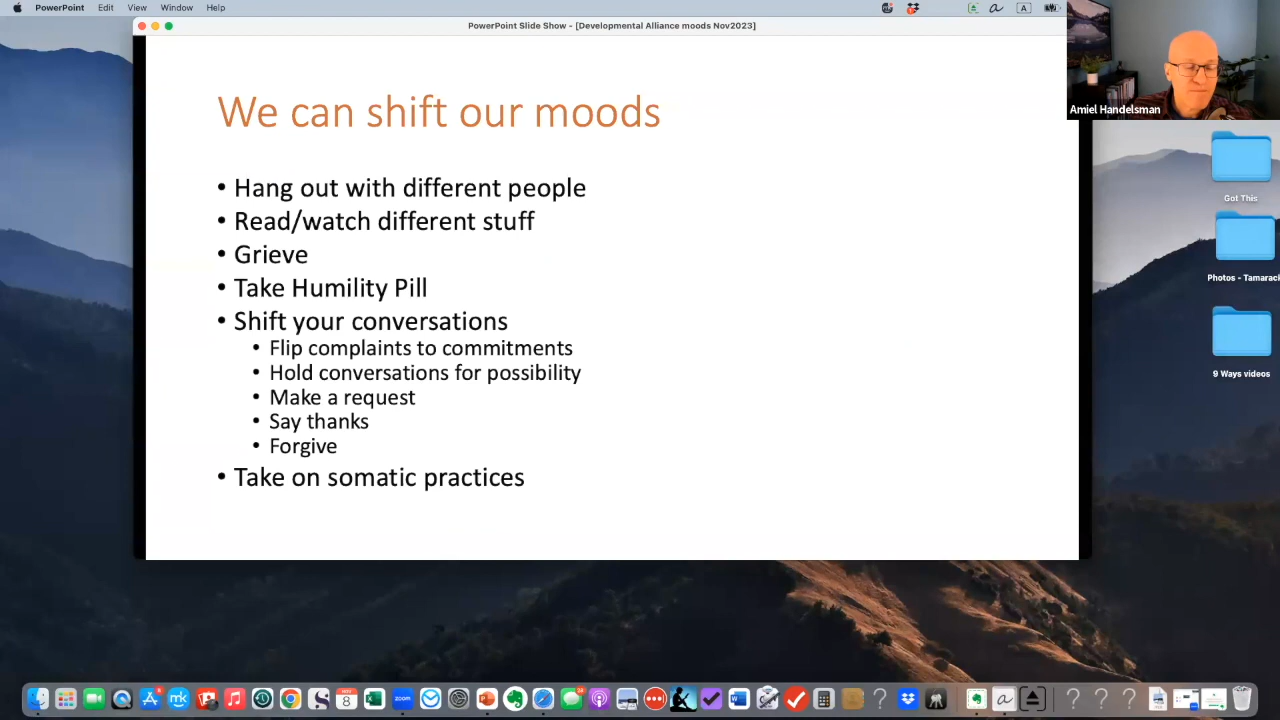 PowerPoint Edit View Window Help
PowerPoint Slide Show - [Developmental Alliance moods Nov2023]
Amiel Handelsman
We can shift our moods
• Hang out with different people
• Read/watch different stuff
• Grieve
• Take Humility Pill
• Shift your conversations
• Flip complaints to commitments
• Hold conversations for possibility
• Make a request
• Say thanks
• Forgive
• Take on somatic practices
Got This
Photos - Tamarack
9 Ways videos
zoom